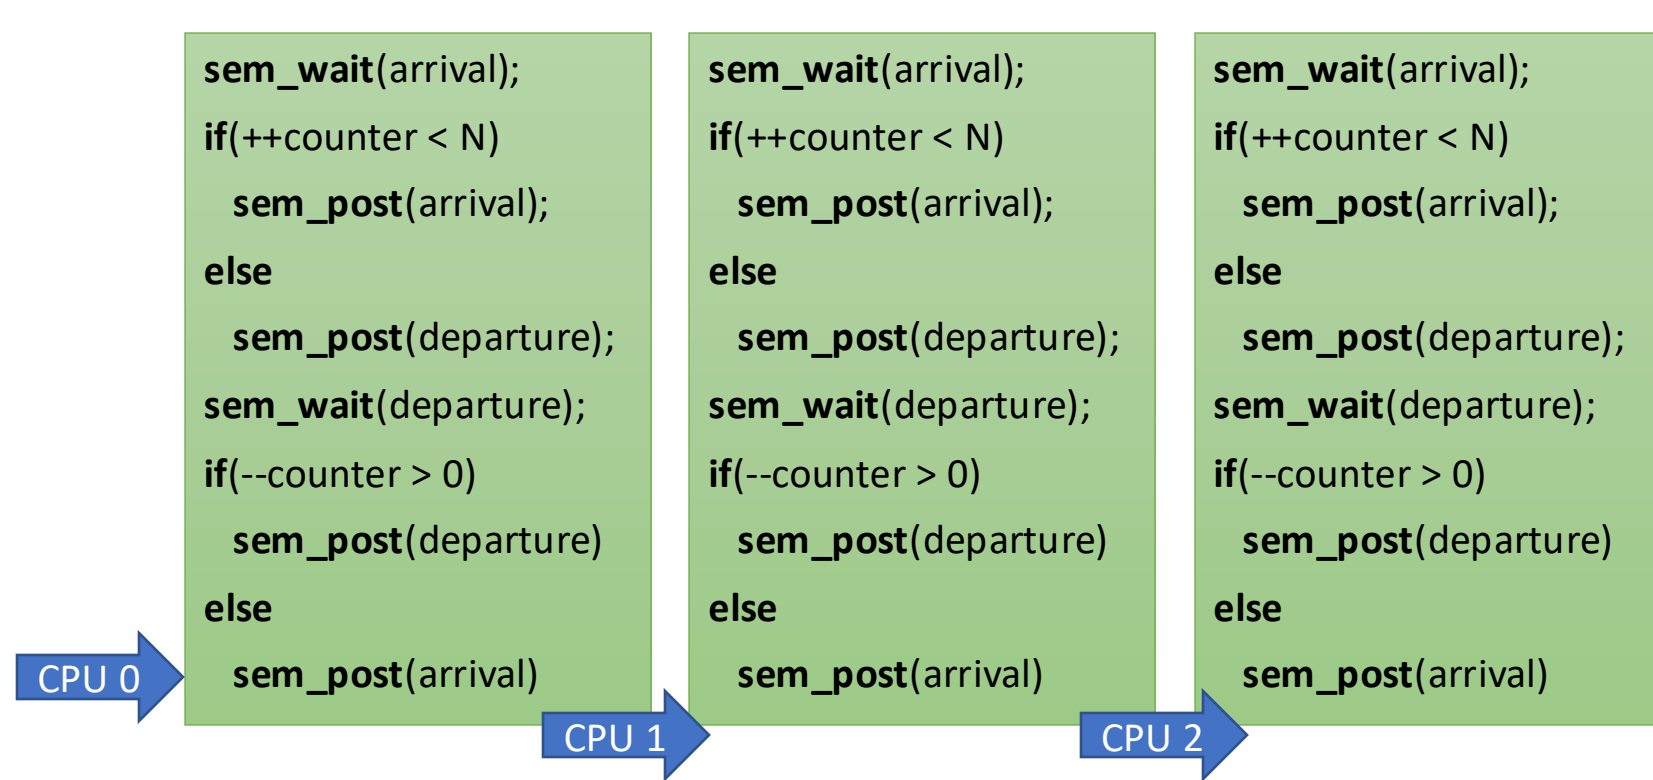 sem_wait(arrival);
if(++counter < N)
sem_post(arrival);
else
sem_post(departure);
sem_wait(departure);
if(--counter > 0)
sem_post(departure)
else
sem_post(arrival)
sem_wait(arrival);
if(++counter < N)
sem_post(arrival);
else
sem_post(departure);
sem_wait(departure);
if(--counter > 0)
sem_post(departure)
else
sem_post(arrival)
sem_wait(arrival);
if(++counter < N)
sem_post(arrival);
else
sem_post(departure);
sem_wait(departure);
if(--counter > 0)
sem_post(departure)
else
sem_post(arrival)
CPU 0
CPU 1
CPU 2